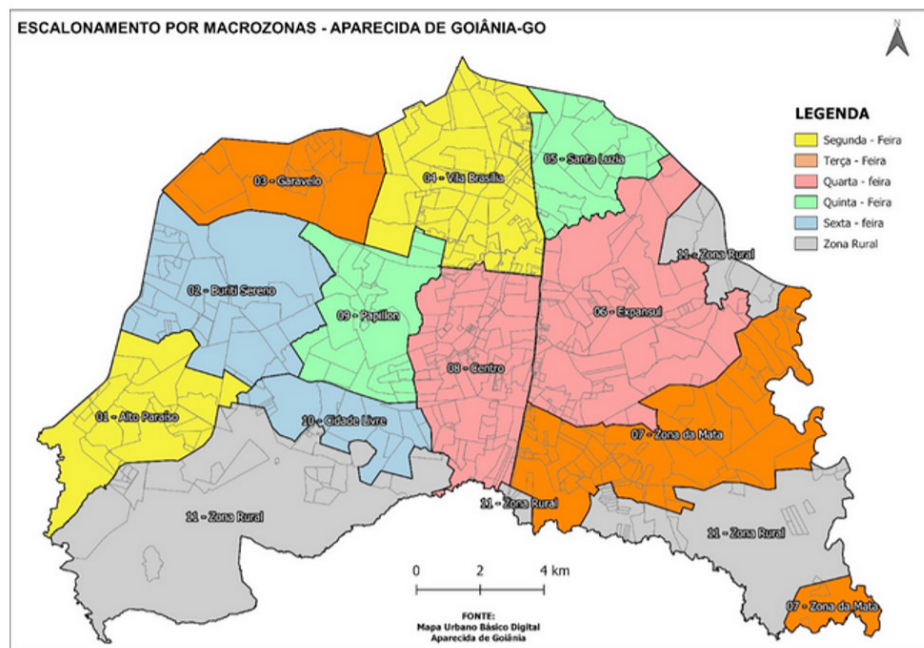 ESCALONAMENTO POR MACROZONAS - APARECIDA DE GOIÂNIA-GO
LEGENDA
Segunda - Feira
Terça - Feira
Quarta - feira
Quinta - Feira
Sexta - feira
Zona Rural
05 - Santa Luzia
04 - Vila Brasília
03 - Garavelo
11 - Zona Rural
02 - Buriti Sereno
06 - Expansul
09 - Papillon
08 - Centro
01 - Alto Paraíso
10 - Cidade Livre
07 - Zona da Mata
11 - Zona Rural
11 - Zona Rural
11 - Zona Rural
07 - Zona da Mata
0 2 4 km
FONTE:
Mapa Urbano Básico Digital
Aparecida de Goiânia